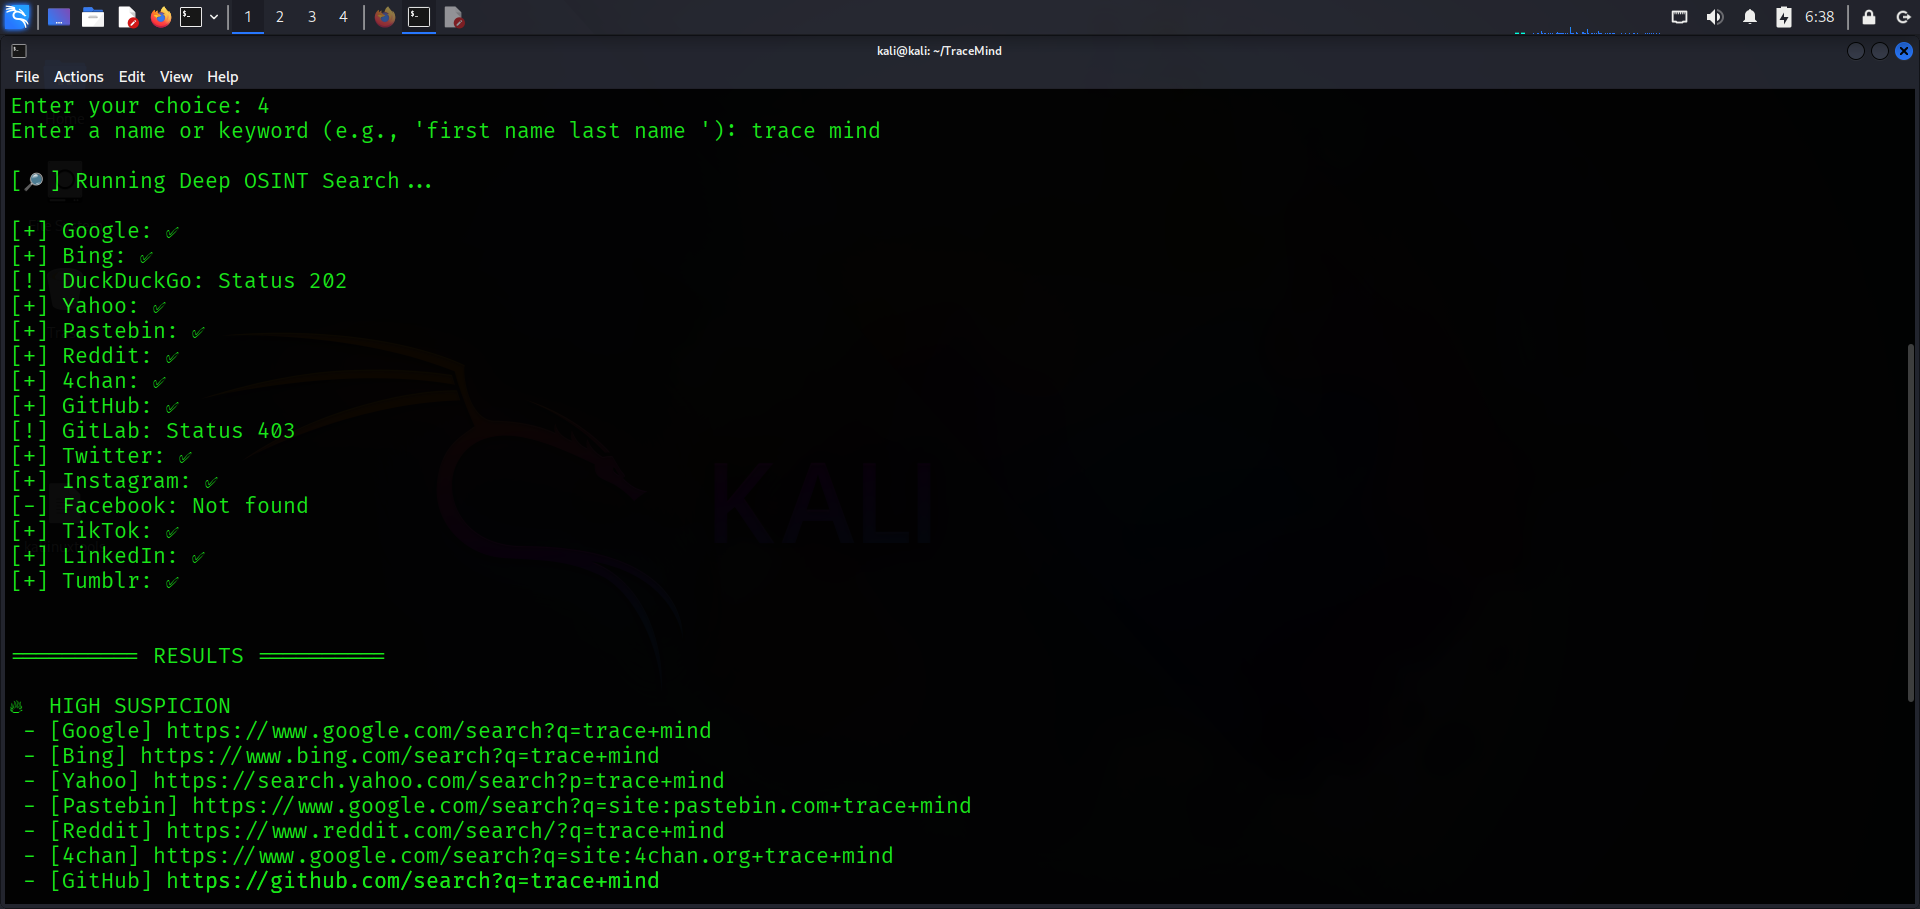 1 2 3 4 6:38
kali@kali: ~/TraceMind
File Actions Edit View Help
Enter your choice: 4
Enter a name or keyword (e.g., 'first name last name '): trace mind
[🔎] Running Deep OSINT Search...
[+] Google: ✅
[+] Bing: ✅
[!] DuckDuckGo: Status 202
[+] Yahoo: ✅
[+] Pastebin: ✅
[+] Reddit: ✅
[+] 4chan: ✅
[+] GitHub: ✅
[!] GitLab: Status 403
[+] Twitter: ✅
[+] Instagram: ✅
[-] Facebook: Not found
[+] TikTok: ✅
[+] LinkedIn: ✅
[+] Tumblr: ✅
KALI
========== RESULTS ==========
🔥 HIGH SUSPICION
- [Google] https://www.google.com/search?q=trace+mind
- [Bing] https://www.bing.com/search?q=trace+mind
- [Yahoo] https://search.yahoo.com/search?p=trace+mind
- [Pastebin] https://www.google.com/search?q=site:pastebin.com+trace+mind
- [Reddit] https://www.reddit.com/search/?q=trace+mind
- [4chan] https://www.google.com/search?q=site:4chan.org+trace+mind
- [GitHub] https://github.com/search?q=trace+mind